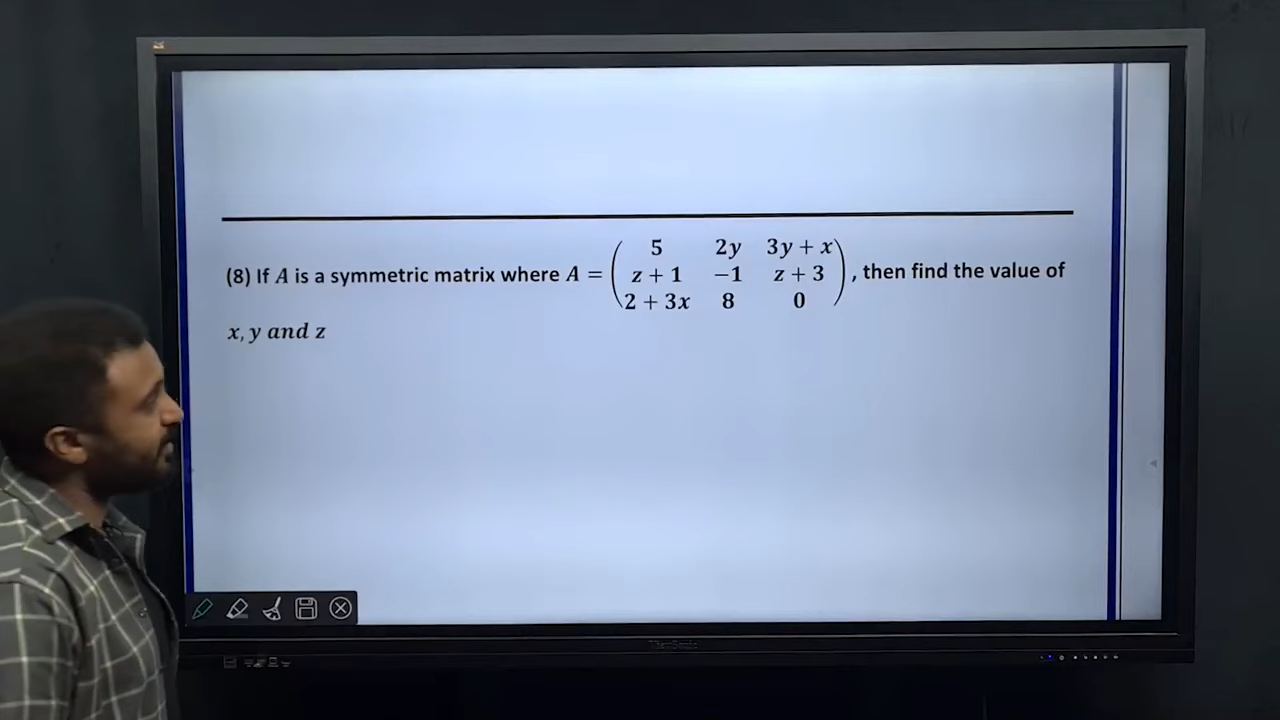 (8) If A is a symmetric matrix where A = ( 5 2y 3y + x
z + 1 −1 z + 3
2 + 3x 8 0 ), then find the value of
x, y and z
ViewSonic